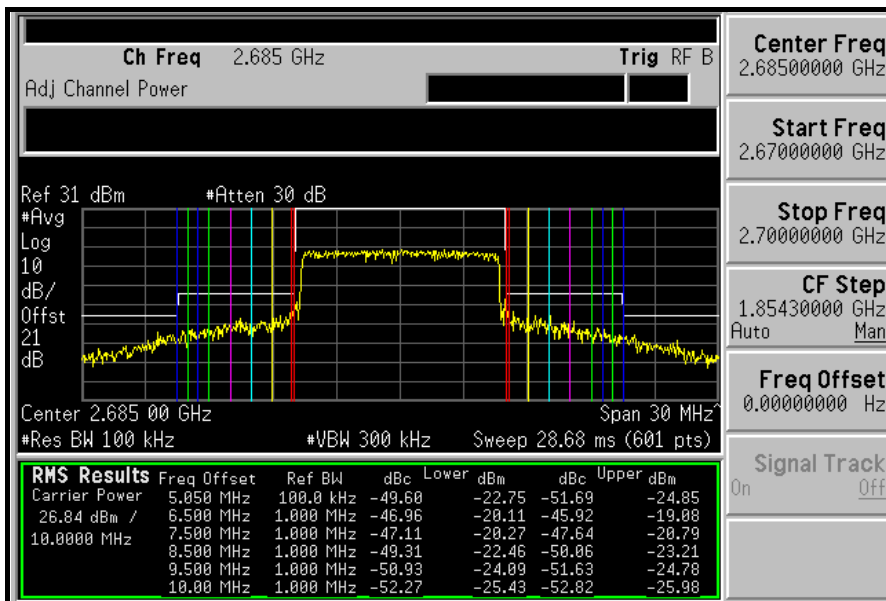 Ch Freq 2.685 GHz Trig RF B
Adj Channel Power
Ref 31 dBm #Atten 30 dB
#Avg
Log
10
dB/
Offst
21
dB
Center 2.685 00 GHz Span 30 MHz^
#Res BW 100 kHz #VBW 300 kHz Sweep 28.68 ms (601 pts)
RMS Results Freq Offset Ref BW dBc Lower dBm dBc Upper dBm
Carrier Power 5.050 MHz 100.0 kHz -49.60 -22.75 -51.69 -24.85
26.84 dBm / 6.500 MHz 1.000 MHz -46.96 -20.11 -45.92 -19.08
10.0000 MHz 7.500 MHz 1.000 MHz -47.11 -20.27 -47.64 -20.79
8.500 MHz 1.000 MHz -49.31 -22.46 -50.06 -23.21
9.500 MHz 1.000 MHz -50.93 -24.09 -51.63 -24.78
10.00 MHz 1.000 MHz -52.27 -25.43 -52.82 -25.98
Center Freq
2.68500000 GHz
Start Freq
2.67000000 GHz
Stop Freq
2.70000000 GHz
CF Step
1.85430000 GHz
Auto Man
Freq Offset
0.00000000 Hz
Signal Track
On Off